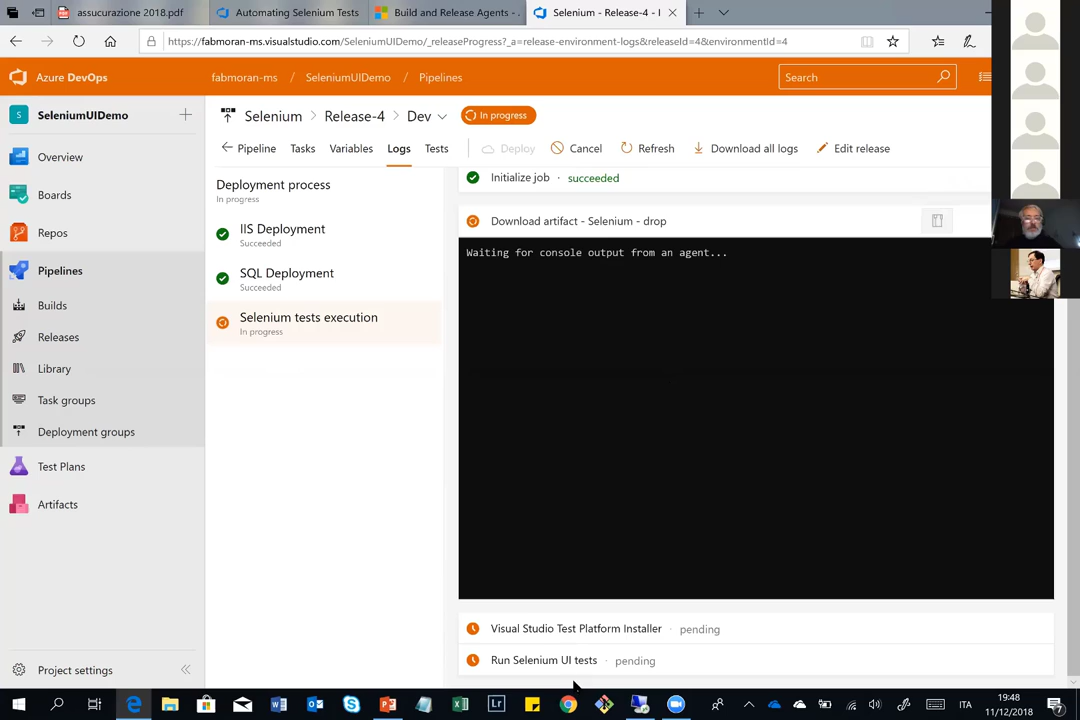 assucurazione 2018.pdf
Automating Selenium Tests
Build and Release Agents -
Selenium - Release-4 - I
https://fabmoran-ms.visualstudio.com/SeleniumUIDemo/_releaseProgress?_a=release-environment-logs&releaseId=4&environmentId=4
Azure DevOps
fabmoran-ms / SeleniumUIDemo / Pipelines
Search
S SeleniumUIDemo
Selenium > Release-4 > Dev
In progress
Pipeline Tasks Variables Logs Tests
Deploy Cancel Refresh Download all logs Edit release
Overview
Boards
Repos
Pipelines
Builds
Releases
Library
Task groups
Deployment groups
Test Plans
Artifacts
Project settings
Deployment process
In progress
IIS Deployment
Succeeded
SQL Deployment
Succeeded
Selenium tests execution
In progress
Initialize job · succeeded
Download artifact - Selenium - drop
Waiting for console output from an agent...
Visual Studio Test Platform Installer · pending
Run Selenium UI tests · pending
Lr
ITA
19:48
11/12/2018
7